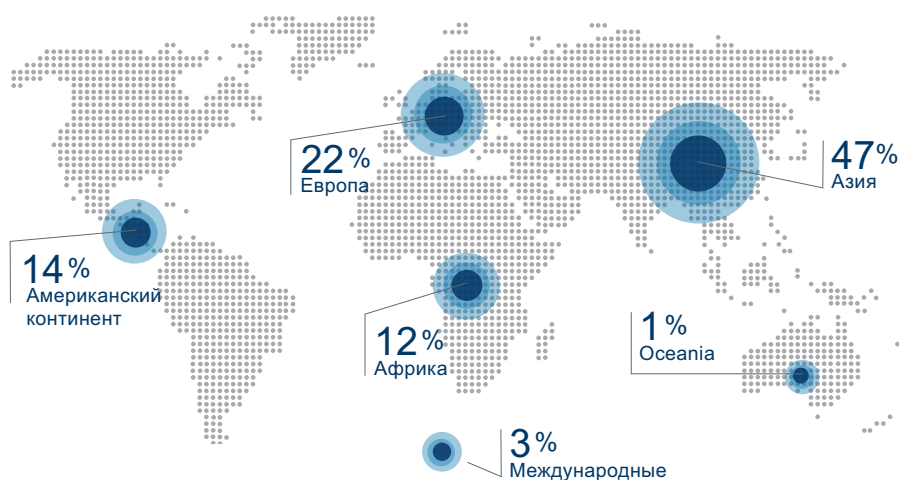 22%
Европа
47%
Азия
14%
Американский
континент
12%
Африка
1%
Oceania
3%
Международные